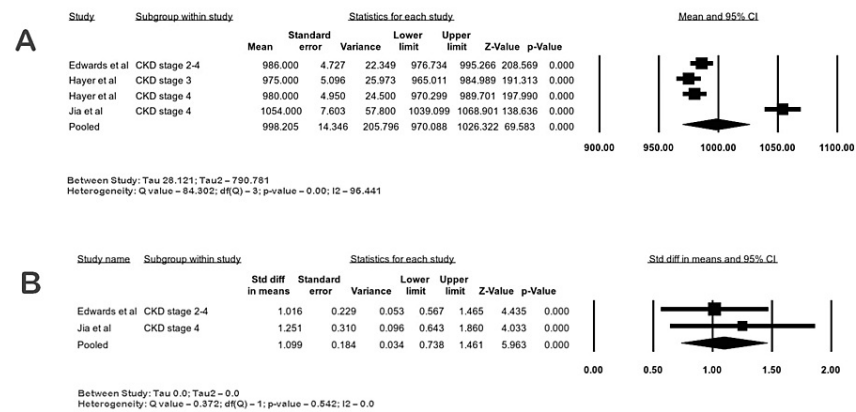 A
Study Subgroup within study Statistics for each study Mean and 95% CI
Standard Lower Upper
Mean error Variance limit limit Z-Value p-Value
Edwards et al CKD stage 2-4 986.000 4.727 22.349 976.734 995.266 208.569 0.000
Hayer et al CKD stage 3 975.000 5.096 25.973 965.011 984.989 191.313 0.000
Hayer et al CKD stage 4 980.000 4.950 24.500 970.299 989.701 197.990 0.000
Jia et al CKD stage 4 1054.000 7.603 57.800 1039.099 1068.901 138.636 0.000
Pooled 998.205 14.346 205.796 970.088 1026.322 69.583 0.000
900.00 950.00 1000.00 1050.00 1100.00
Between Study: Tau 28.121; Tau2 – 790.781
Heterogeneity: Q value – 84.302; df(Q) – 3; p-value – 0.00; I2 – 96.441
B
Study name Subgroup within study Statistics for each study Std diff in means and 95% CI
Std diff Standard Lower Upper
in means error Variance limit limit Z-Value p-Value
Edwards et al CKD stage 2-4 1.016 0.229 0.053 0.567 1.465 4.435 0.000
Jia et al CKD stage 4 1.251 0.310 0.096 0.643 1.860 4.033 0.000
Pooled 1.099 0.184 0.034 0.738 1.461 5.963 0.000
0.00 0.50 1.00 1.50 2.00
Between Study: Tau 0.0; Tau2 – 0.0
Heterogeneity: Q value – 0.372; df(Q) – 1; p-value – 0.542; I2 – 0.0